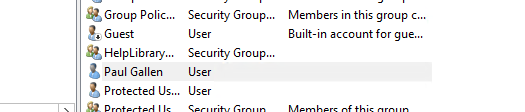 Group Polic... Security Group... Members in this group c...
Guest User Built-in account for gue...
HelpLibrary... Security Group...
Paul Gallen User
Protected Us... User
Protected Us... Security Group... Members of this group